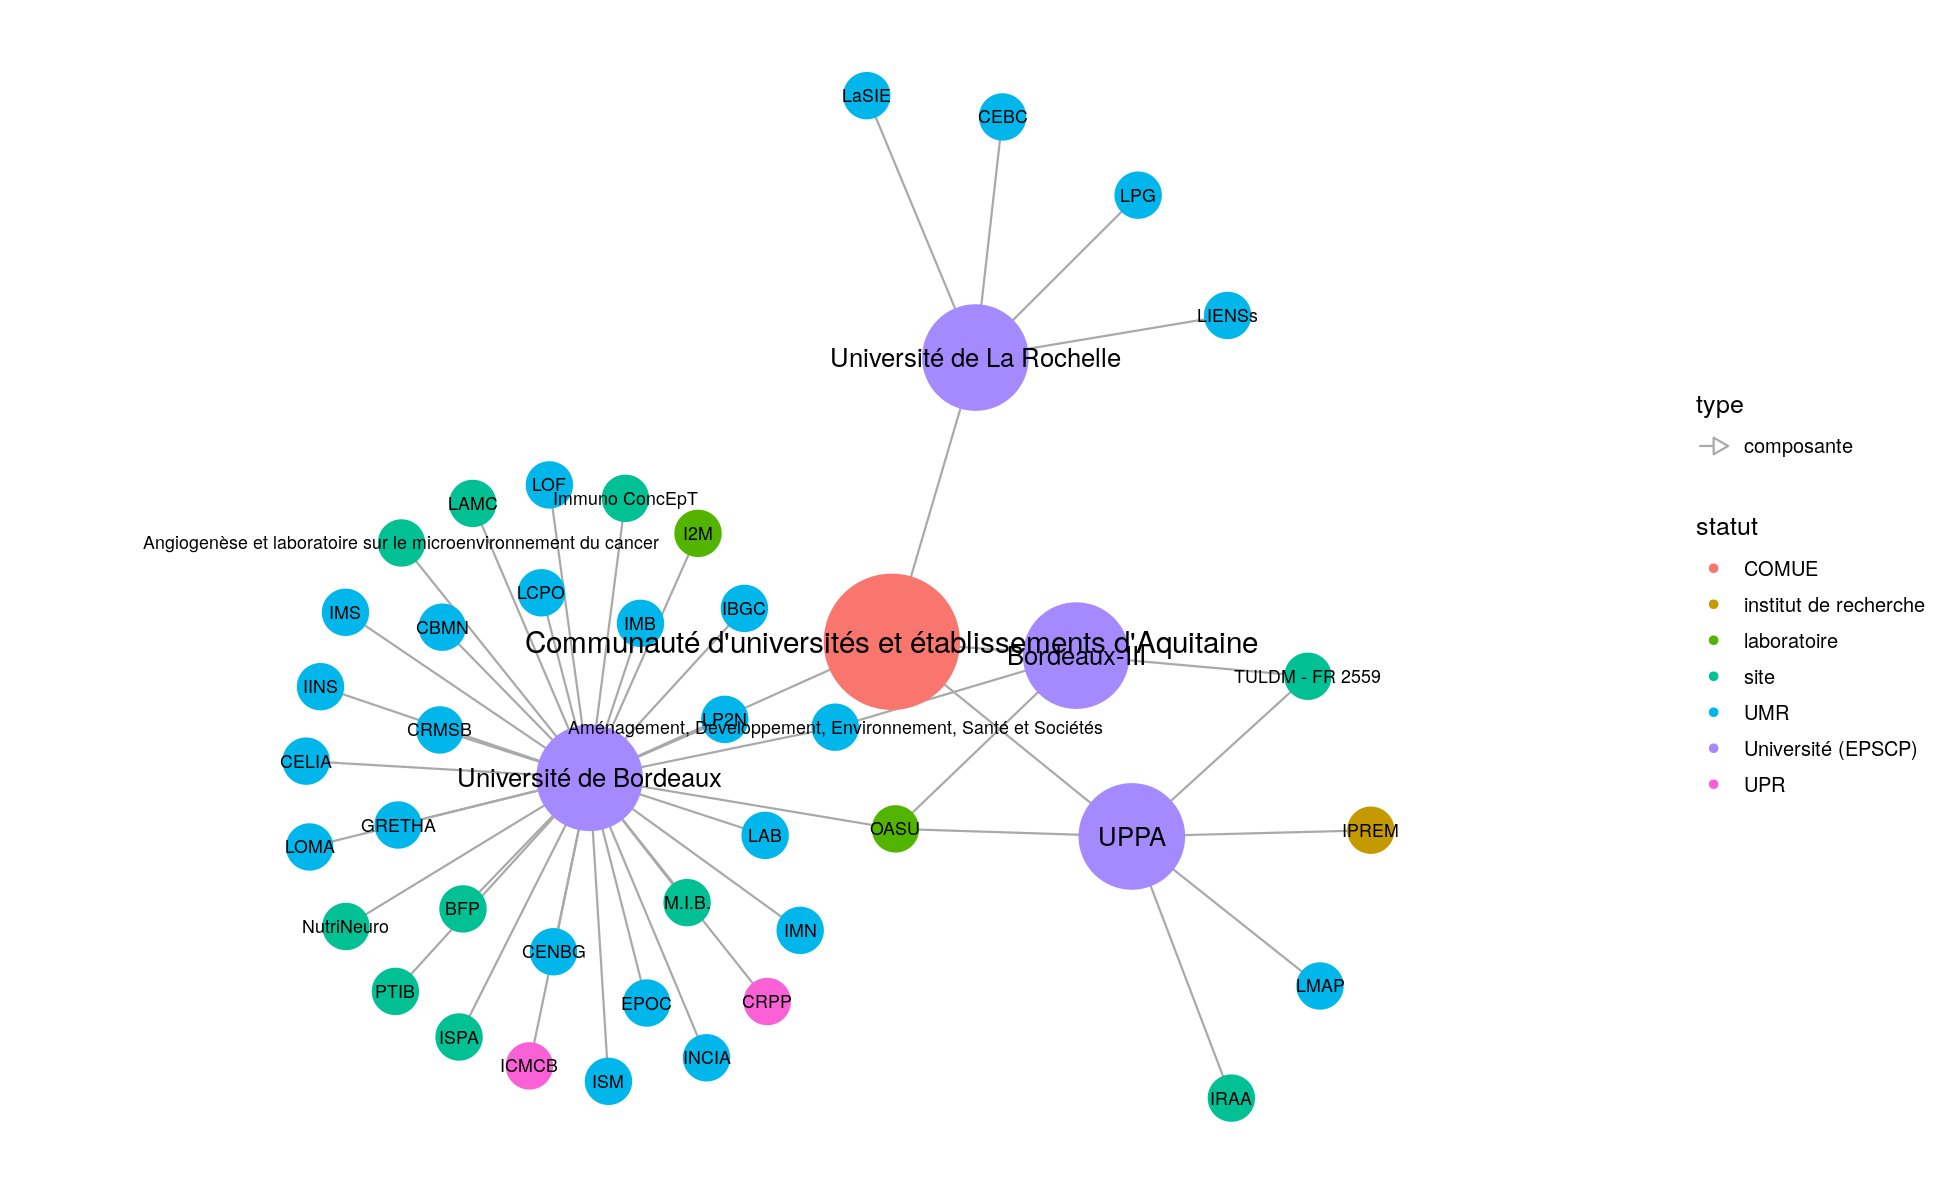 LaSIE
CEBC
LPG
LIENSs
Université de La Rochelle
type
composante
LOF
LAMC
Immuno ConcEpT
I2M
Angiogenèse et laboratoire sur le microenvironnement du cancer
statut
COMUE
institut de recherche
laboratoire
site
UMR
Université (EPSCP)
UPR
LCPO
IBGC
IMS
CBMN
IMB
Communauté d'universités et établissements d'Aquitaine
Bordeaux-III
TULDM - FR 2559
IINS
LP2N
CRMSB
Aménagement, Développement, Environnement, Santé et Sociétés
CELIA
Université de Bordeaux
GRETHA
LOMA
LAB
OASU
UPPA
IPREM
M.I.B.
BFP
NutriNeuro
IMN
CENBG
LMAP
PTIB
EPOC
CRPP
ISPA
ICMCB
INCIA
ISM
IRAA